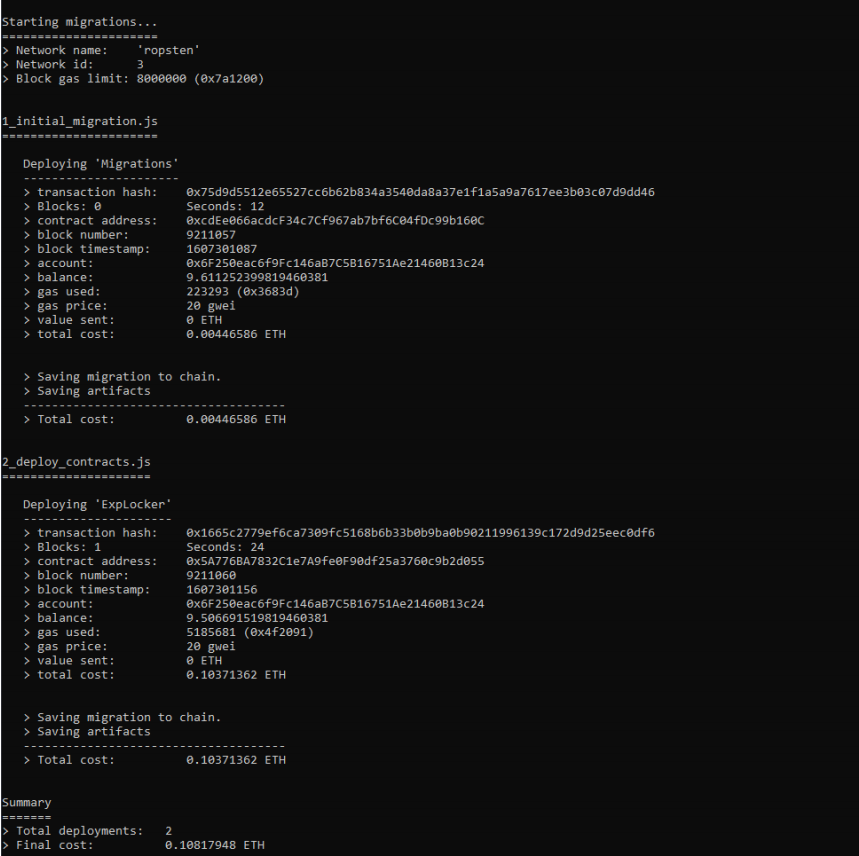 Starting migrations...
======================
> Network name:    'ropsten'
> Network id:      3
> Block gas limit: 8000000 (0x7a1200)
1_initial_migration.js
======================
Deploying 'Migrations'
----------------------
> transaction hash:    0x75d9d5512e65527cc6b62b834a3540da8a37e1f1a5a9a7617ee3b03c07d9dd46
> Blocks: 0            Seconds: 12
> contract address:    0xcdEe066acdcF34c7Cf967ab7bf6C04fDc99b160C
> block number:        9211057
> block timestamp:     1607301087
> account:             0x6F250eac6f9Fc146aB7C5B16751Ae21460B13c24
> balance:             9.611252399819460381
> gas used:            223293 (0x3683d)
> gas price:           20 gwei
> value sent:          0 ETH
> total cost:          0.00446586 ETH
> Saving migration to chain.
> Saving artifacts
-------------------------------------
> Total cost:          0.00446586 ETH
2_deploy_contracts.js
=====================
Deploying 'ExpLocker'
---------------------
> transaction hash:    0x1665c2779ef6ca7309fc5168b6b33b0b9ba0b90211996139c172d9d25eec0df6
> Blocks: 1            Seconds: 24
> contract address:    0x5A776BA7832C1e7A9fe0F90df25a3760c9b2d055
> block number:        9211060
> block timestamp:     1607301156
> account:             0x6F250eac6f9Fc146aB7C5B16751Ae21460B13c24
> balance:             9.506691519819460381
> gas used:            5185681 (0x4f2091)
> gas price:           20 gwei
> value sent:          0 ETH
> total cost:          0.10371362 ETH
> Saving migration to chain.
> Saving artifacts
-------------------------------------
> Total cost:          0.10371362 ETH
Summary
=======
> Total deployments:   2
> Final cost:          0.10817948 ETH